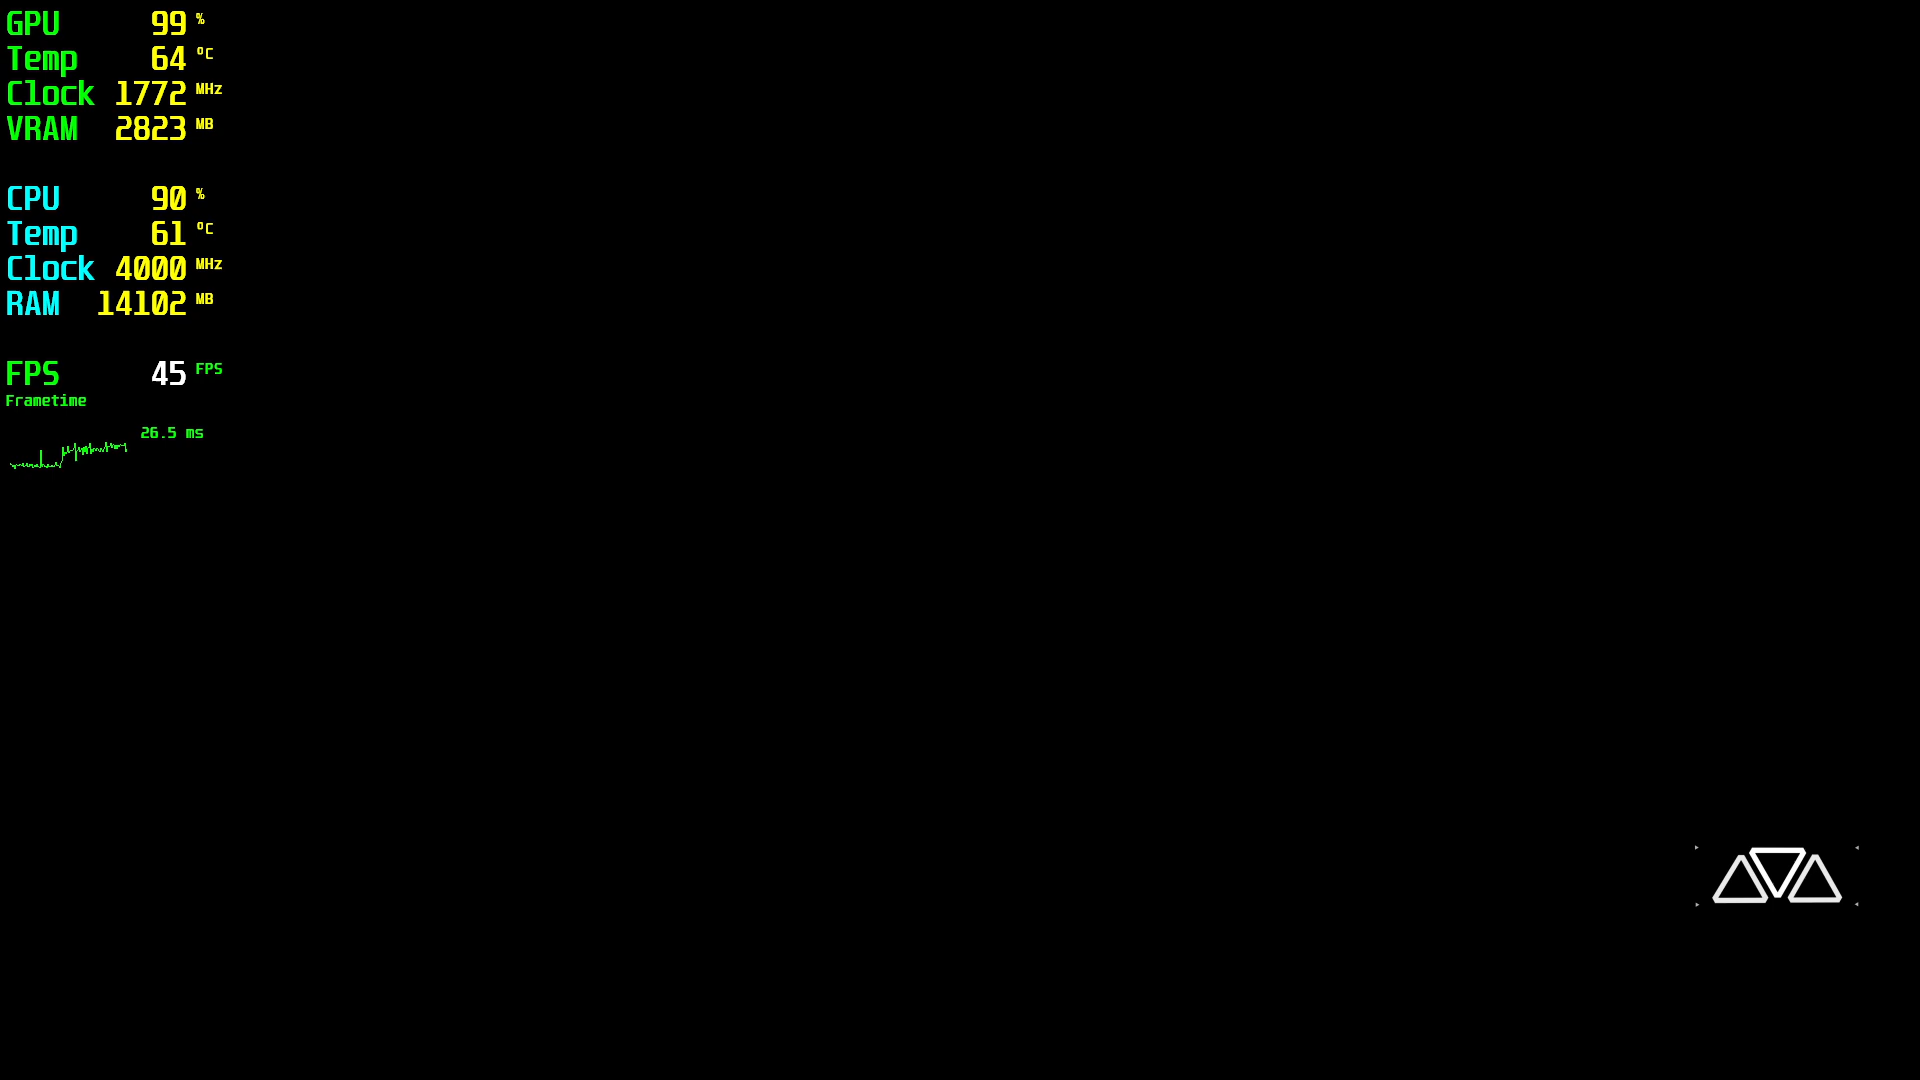 GPU 99 %
Temp 64 °C
Clock 1772 MHz
VRAM 2823 MB
CPU 90 %
Temp 61 °C
Clock 4000 MHz
RAM 14102 MB
FPS 45 FPS
Frametime
26.5 ms